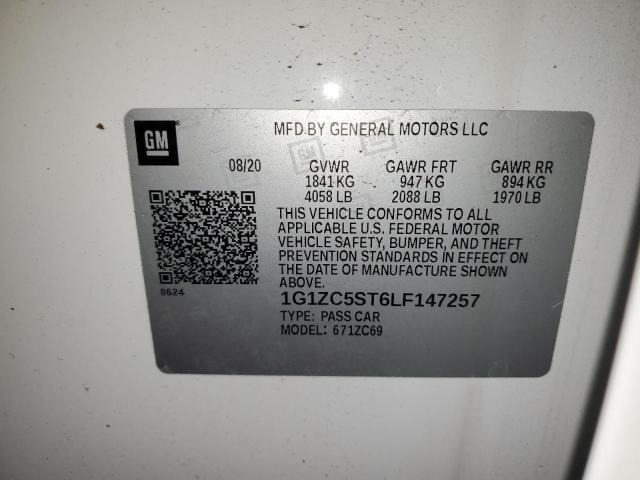 GM
MFD BY GENERAL MOTORS LLC
08/20 GVWR GAWR FRT GAWR RR
1841 KG 947 KG 894 KG
4058 LB 2088 LB 1970 LB
THIS VEHICLE CONFORMS TO ALL
APPLICABLE U.S. FEDERAL MOTOR
VEHICLE SAFETY, BUMPER, AND THEFT
PREVENTION STANDARDS IN EFFECT ON
THE DATE OF MANUFACTURE SHOWN
ABOVE.
8624
1G1ZC5ST6LF147257
TYPE: PASS CAR
MODEL: 671ZC69